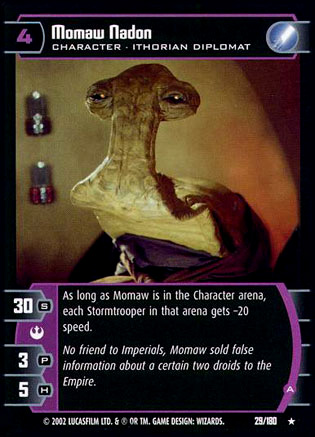 4 Momaw Nadon
CHARACTER · ITHORIAN DIPLOMAT
30 S
3 P
5 H
As long as Momaw is in the Character arena,
each Stormtrooper in that arena gets –20
speed.
No friend to Imperials, Momaw sold false
information about a certain two droids to the
Empire.
A
© 2002 LUCASFILM LTD. & ® OR TM. GAME DESIGN: WIZARDS. 29/180 ★